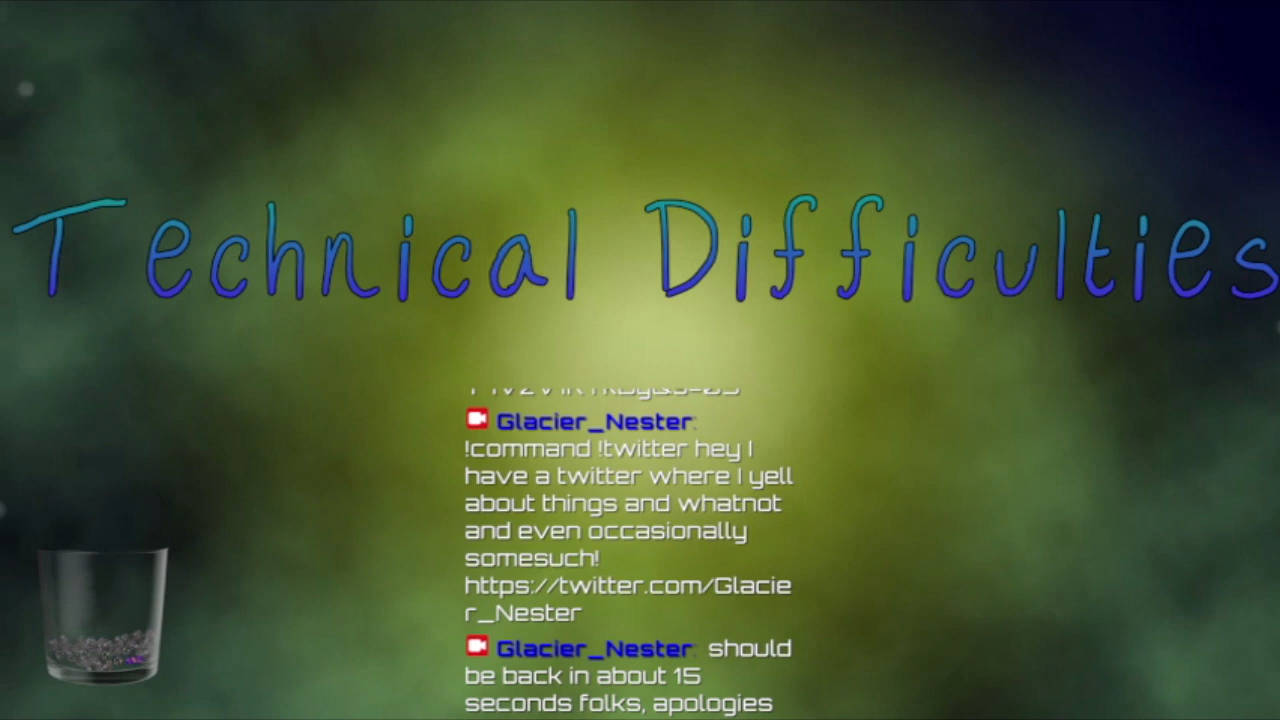 Technical Difficulties
Glacier_Nester:
!command !twitter hey I
have a twitter where I yell
about things and whatnot
and even occasionally
somesuch!
https://twitter.com/Glacie
r_Nester
Glacier_Nester: should
be back in about 15
seconds folks, apologies